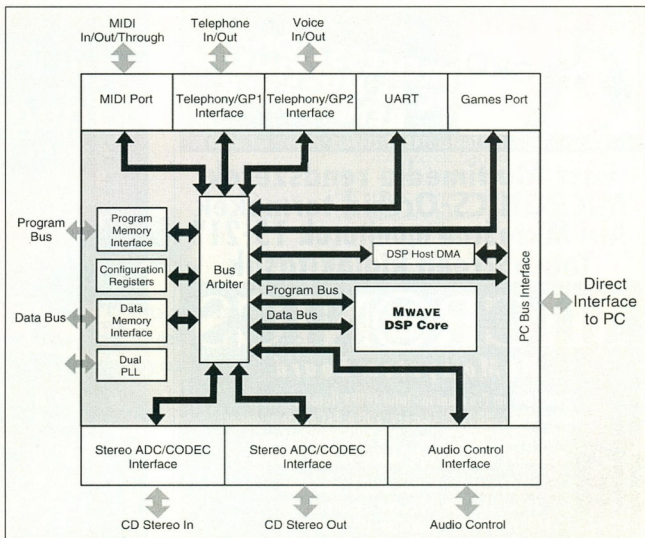 MIDI
In/Out/Through
Telephone
In/Out
Voice
In/Out
MIDI Port
Telephony/GP1
Interface
Telephony/GP2
Interface
UART
Games Port
Program
Bus
Program
Memory
Interface
Configuration
Registers
Data Bus
Data
Memory
Interface
Dual
PLL
Bus
Arbiter
DSP Host DMA
Program Bus
Data Bus
MWAVE
DSP Core
PC Bus Interface
Direct
Interface
to PC
Stereo ADC/CODEC
Interface
Stereo ADC/CODEC
Interface
Audio Control
Interface
CD Stereo In
CD Stereo Out
Audio Control